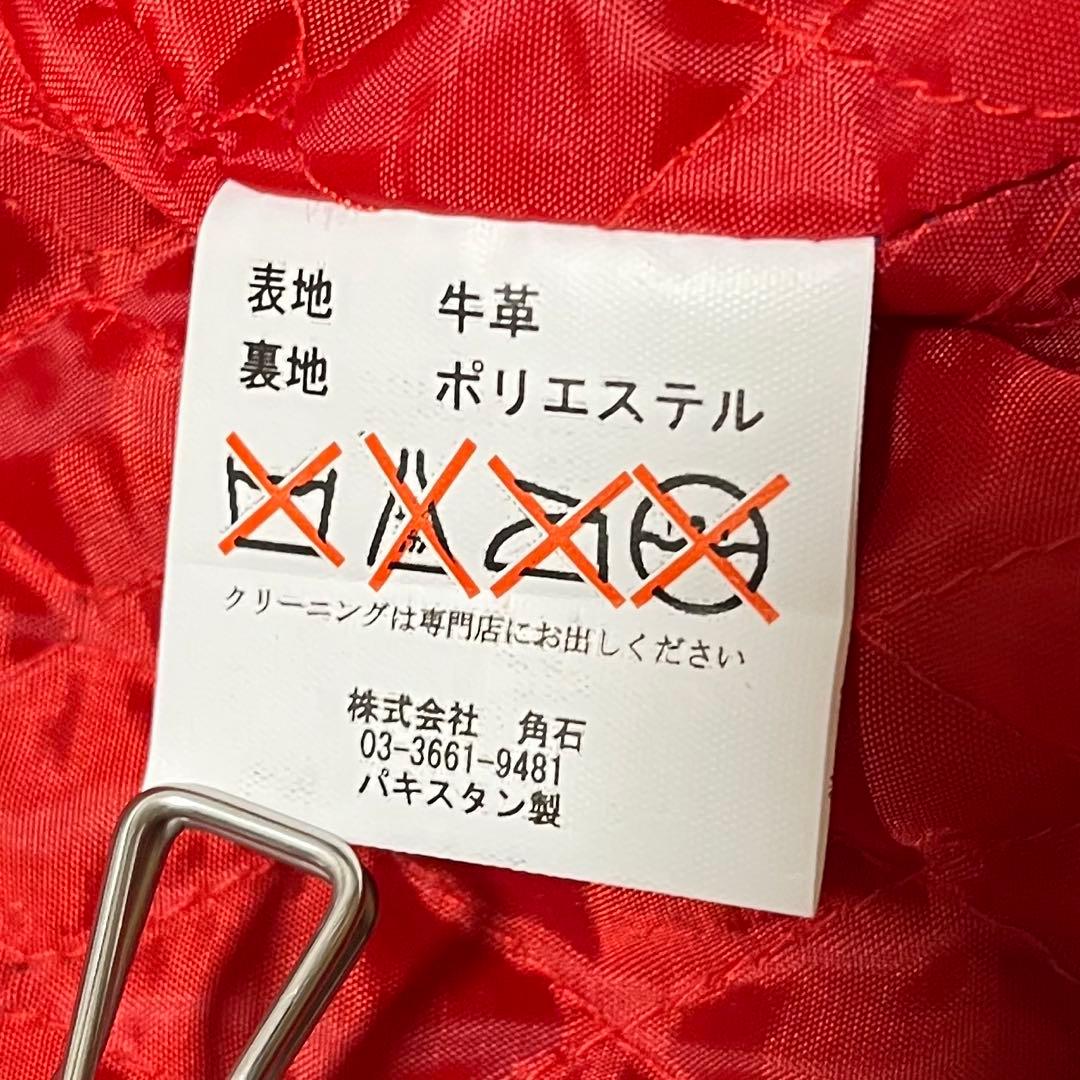 表地 牛革
裏地 ポリエステル
クリーニングは専門店にお出しください
株式会社 角石
03-3661-9481
パキスタン製